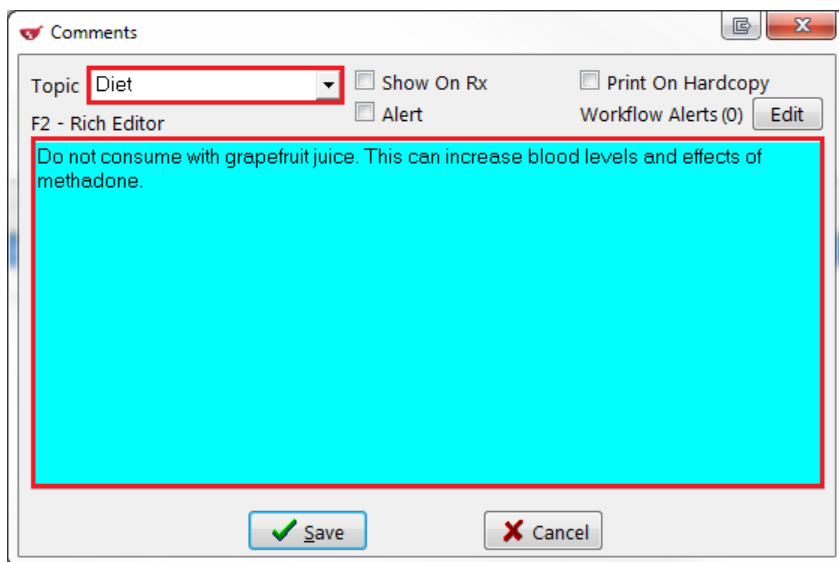 Comments
Topic Diet Show On Rx Print On Hardcopy
F2 - Rich Editor Alert Workflow Alerts (0) Edit
Do not consume with grapefruit juice. This can increase blood levels and effects of
methadone.
Save Cancel